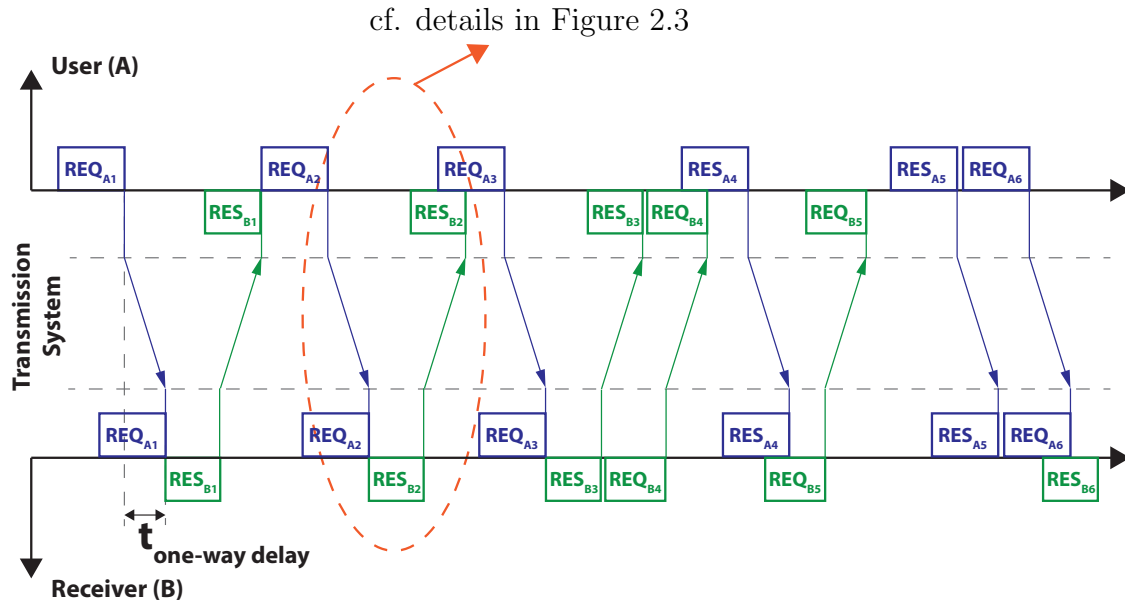 cf. details in Figure 2.3
User (A)
REQA1 REQA2 REQA3 RESA4 RESA5 REQA6
RESB1 RESB2 RESB3 REQB4 REQB5
Transmission
System
REQA1 REQA2 REQA3 RESA4 RESA5 REQA6
RESB1 RESB2 RESB3 REQB4 REQB5 RESB6
t one-way delay
Receiver (B)